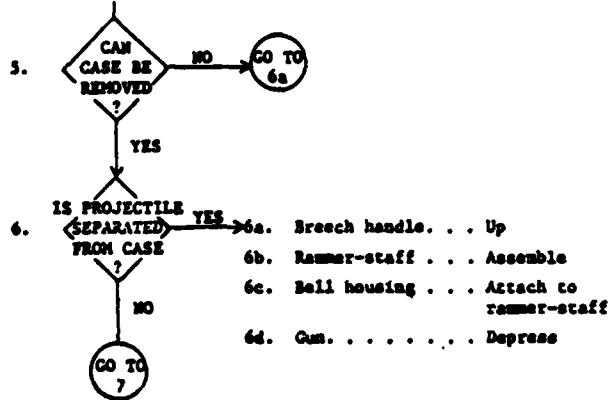 5. CAN CASE BE REMOVED ?
NO
GO TO 6a
YES
6. IS PROJECTILE SEPARATED FROM CASE ?
YES
6a. Breech handle. . . Up
6b. Rammer-staff . . . Assemble
6c. Bell housing . . . Attach to
rammer-staff
6d. Gun. . . . . . . . Depress
NO
GO TO 7